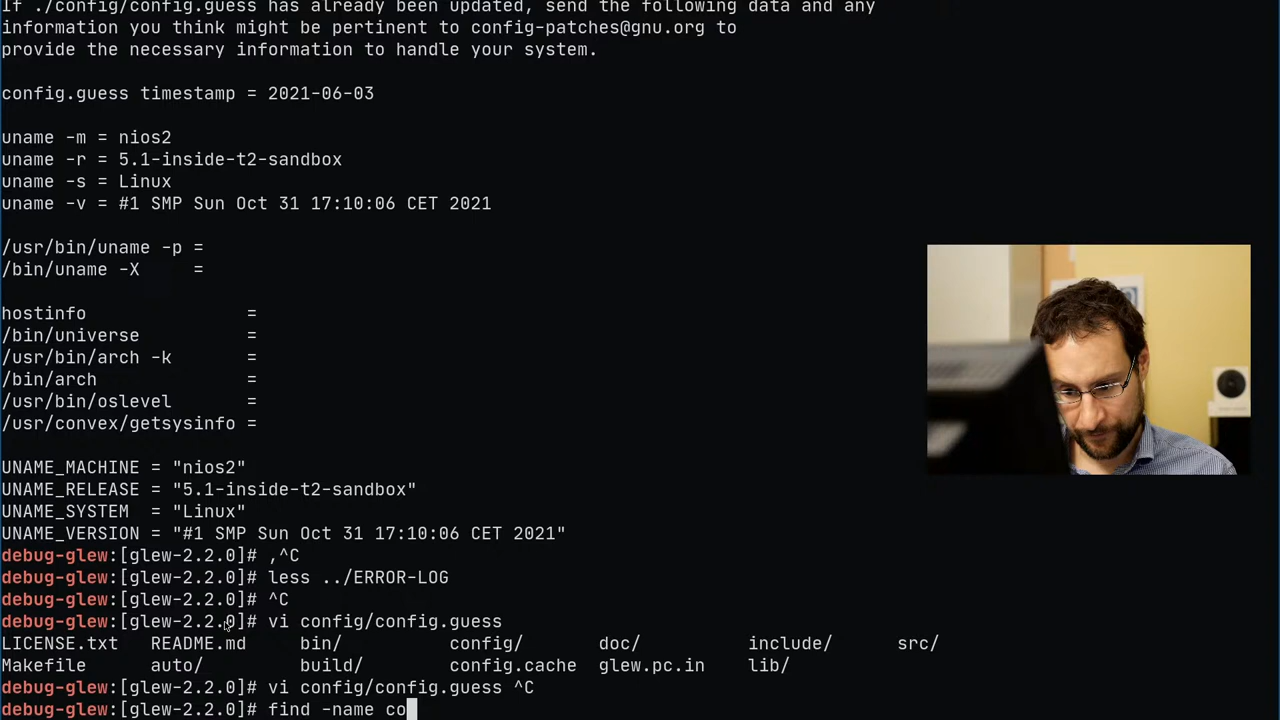 If ./config/config.guess has already been updated, send the following data and any
information you think might be pertinent to config-patches@gnu.org to
provide the necessary information to handle your system.
config.guess timestamp = 2021-06-03
uname -m = nios2
uname -r = 5.1-inside-t2-sandbox
uname -s = Linux
uname -v = #1 SMP Sun Oct 31 17:10:06 CET 2021
/usr/bin/uname -p =
/bin/uname -X     =
hostinfo               =
/bin/universe          =
/usr/bin/arch -k       =
/bin/arch              =
/usr/bin/oslevel       =
/usr/convex/getsysinfo =
UNAME_MACHINE = "nios2"
UNAME_RELEASE = "5.1-inside-t2-sandbox"
UNAME_SYSTEM  = "Linux"
UNAME_VERSION = "#1 SMP Sun Oct 31 17:10:06 CET 2021"
debug-glew:[glew-2.2.0]# ,^C
debug-glew:[glew-2.2.0]# less ../ERROR-LOG
debug-glew:[glew-2.2.0]# ^C
debug-glew:[glew-2.2.0]# vi config/config.guess
LICENSE.txt   README.md     bin/          config/       doc/          include/      src/
Makefile      auto/         build/        config.cache  glew.pc.in    lib/
debug-glew:[glew-2.2.0]# vi config/config.guess ^C
debug-glew:[glew-2.2.0]# find -name co